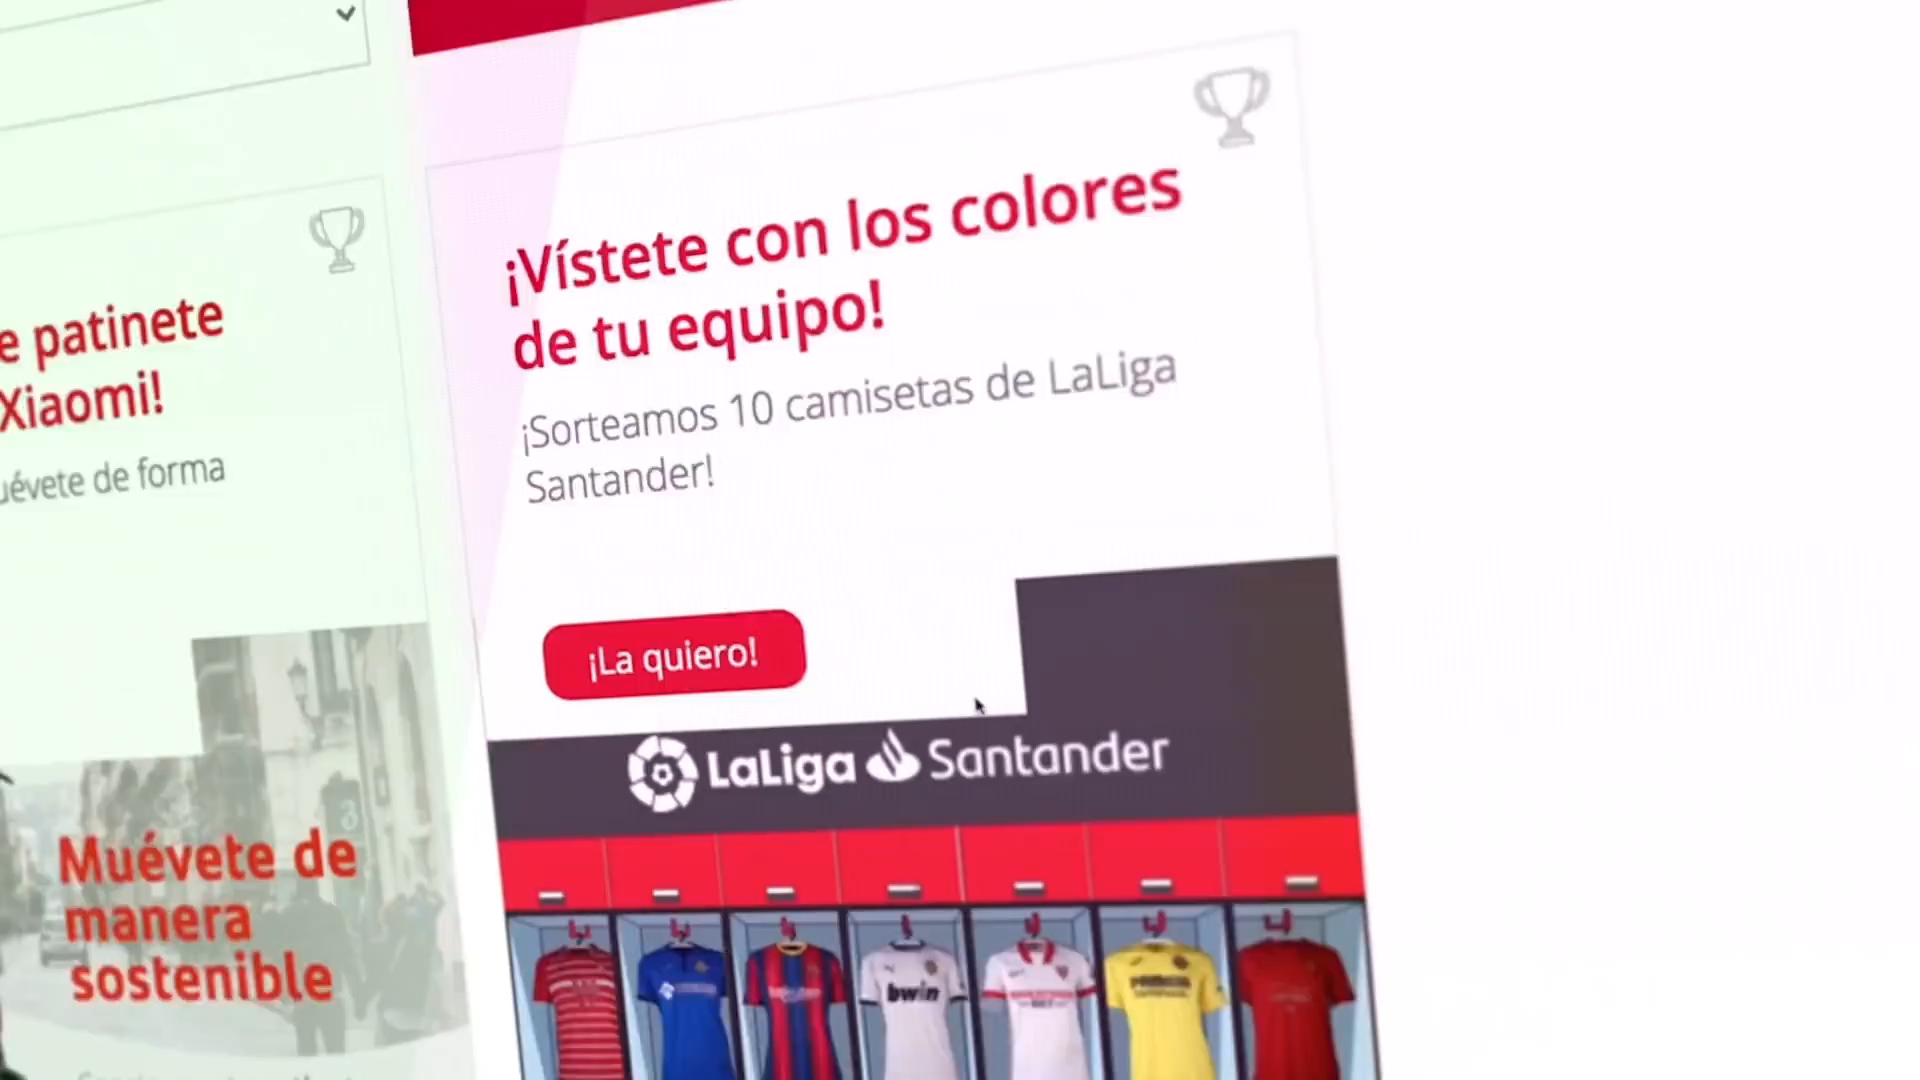 e patinete
Xiaomi!
uévete de forma
Muévete de
manera
sostenible
¡Vístete con los colores
de tu equipo!
¡Sorteamos 10 camisetas de LaLiga
Santander!
¡La quiero!
LaLiga Santander
bwin